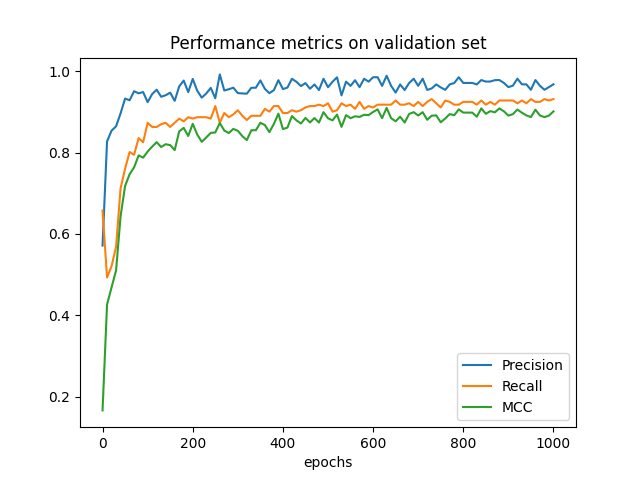 Performance metrics on validation set
1.0
0.8
0.6
0.4
0.2
Precision
Recall
MCC
0 200 400 600 800 1000
epochs